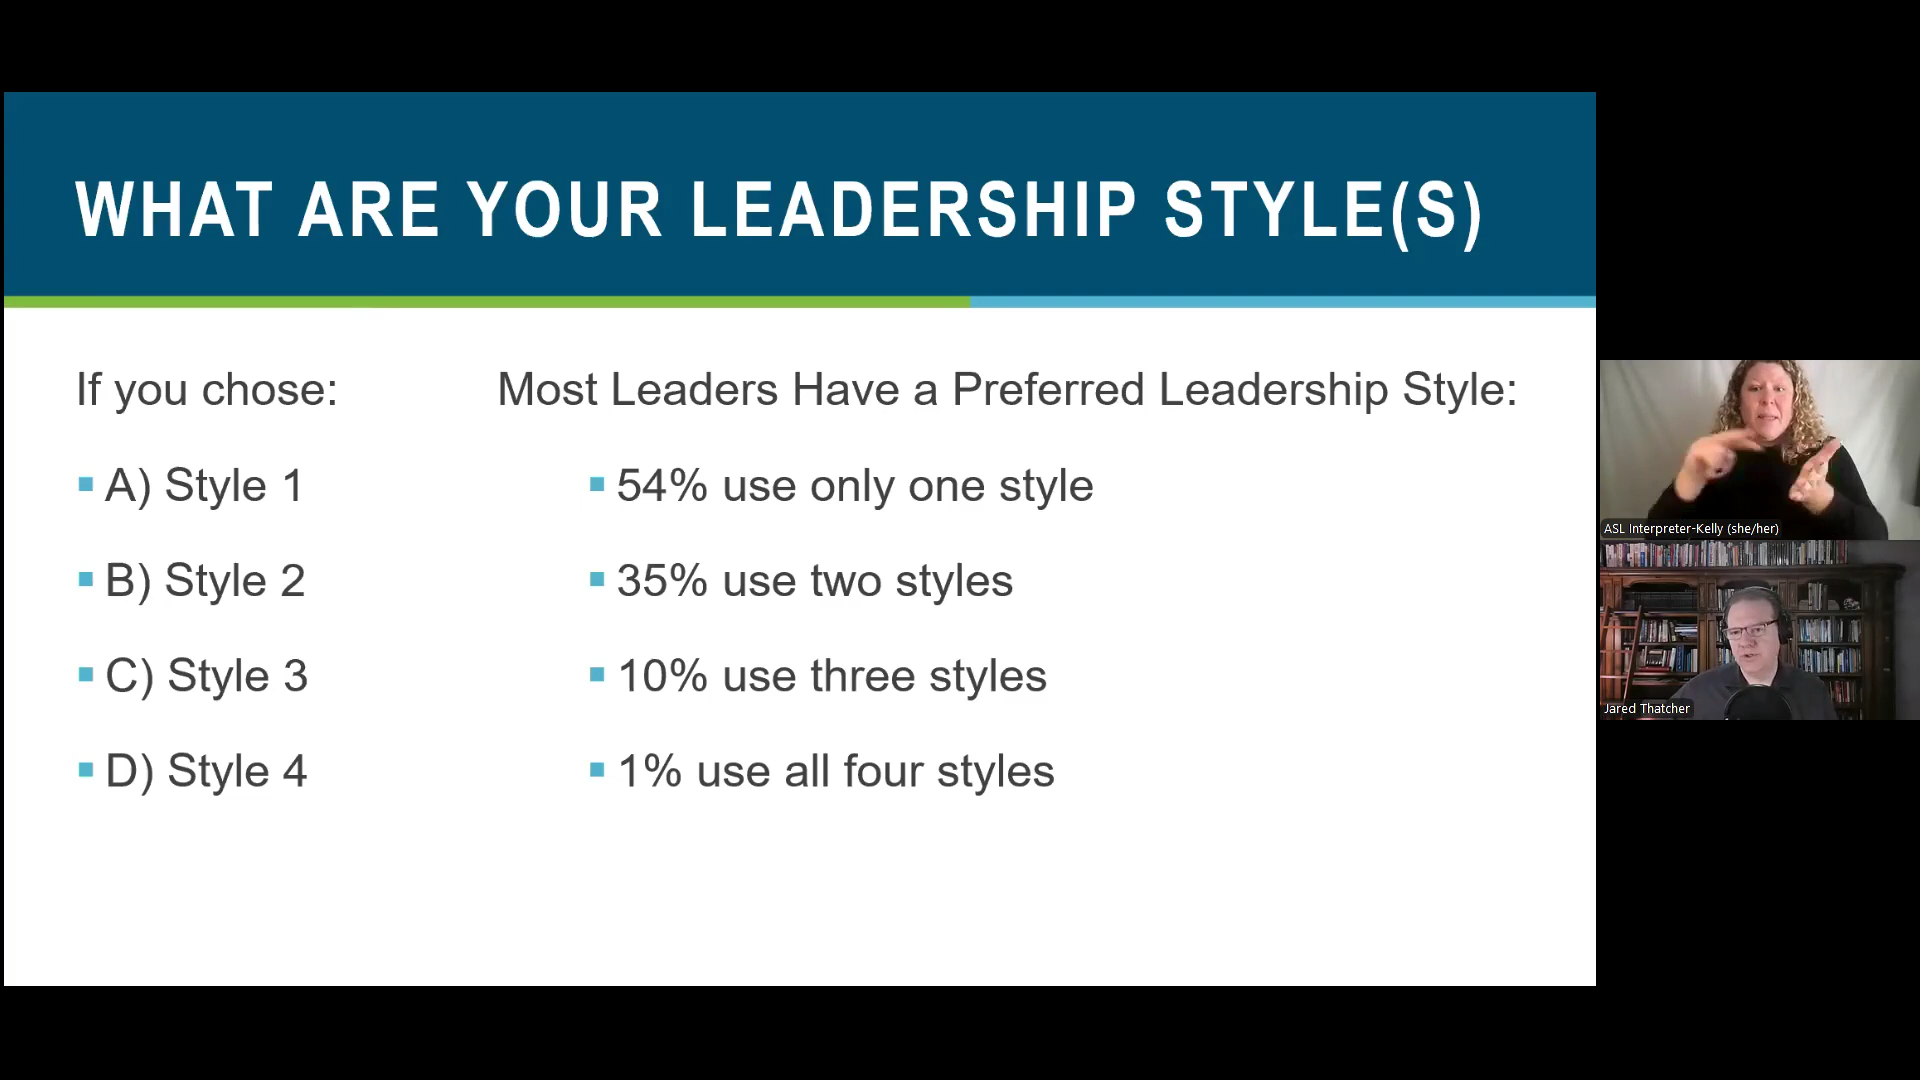 WHAT ARE YOUR LEADERSHIP STYLE(S)
If you chose:
A) Style 1
B) Style 2
C) Style 3
D) Style 4
Most Leaders Have a Preferred Leadership Style:
54% use only one style
35% use two styles
10% use three styles
1% use all four styles
ASL Interpreter-Kelly (she/her)
Jared Thatcher